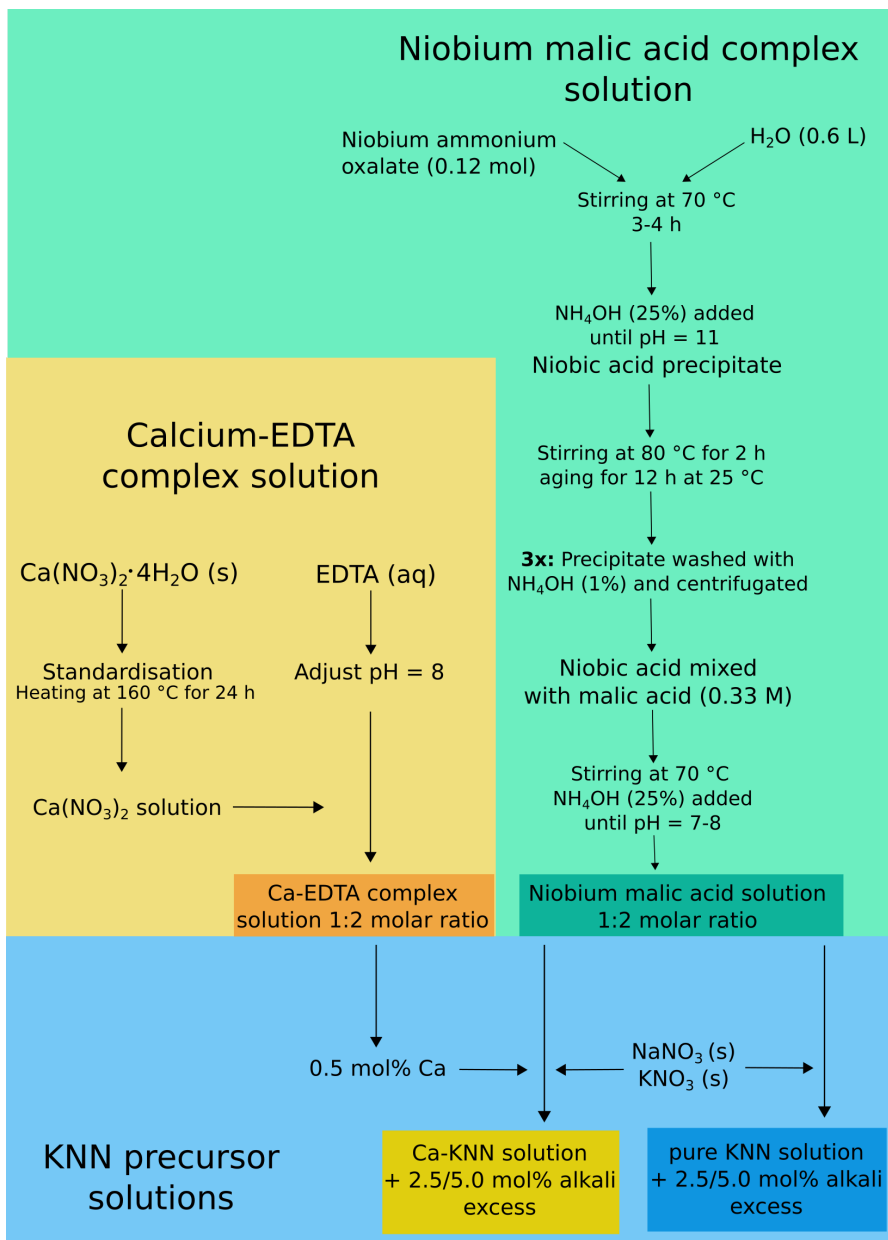 Niobium malic acid complex
solution
Niobium ammonium
oxalate (0.12 mol)
H₂O (0.6 L)
Stirring at 70 °C
3-4 h
NH₄OH (25%) added
until pH = 11
Niobic acid precipitate
Stirring at 80 °C for 2 h
aging for 12 h at 25 °C
3x: Precipitate washed with
NH₄OH (1%) and centrifugated
Niobic acid mixed
with malic acid (0.33 M)
Stirring at 70 °C
NH₄OH (25%) added
until pH = 7-8
Niobium malic acid solution
1:2 molar ratio
Calcium-EDTA
complex solution
Ca(NO₃)₂·4H₂O (s)
EDTA (aq)
Standardisation
Heating at 160 °C for 24 h
Adjust pH = 8
Ca(NO₃)₂ solution
Ca-EDTA complex
solution 1:2 molar ratio
0.5 mol% Ca
NaNO₃ (s)
KNO₃ (s)
KNN precursor
solutions
Ca-KNN solution
+ 2.5/5.0 mol% alkali
excess
pure KNN solution
+ 2.5/5.0 mol% alkali
excess